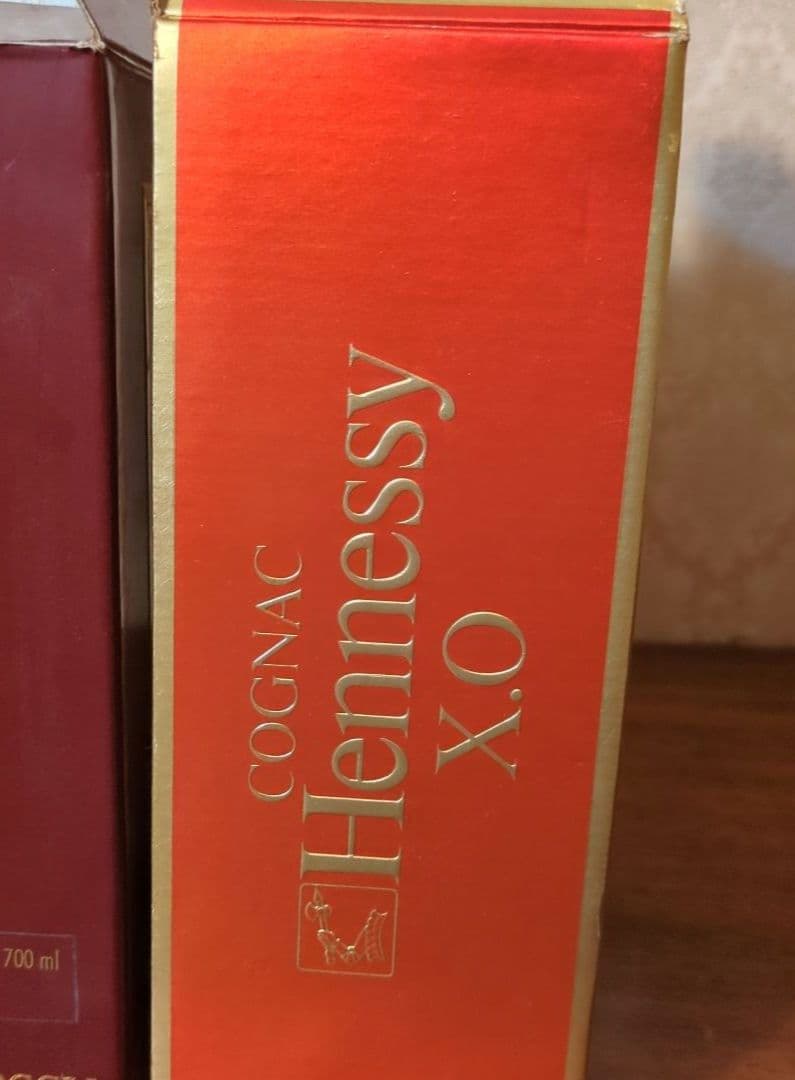 COGNAC
Hennessy
X.O
700 ml